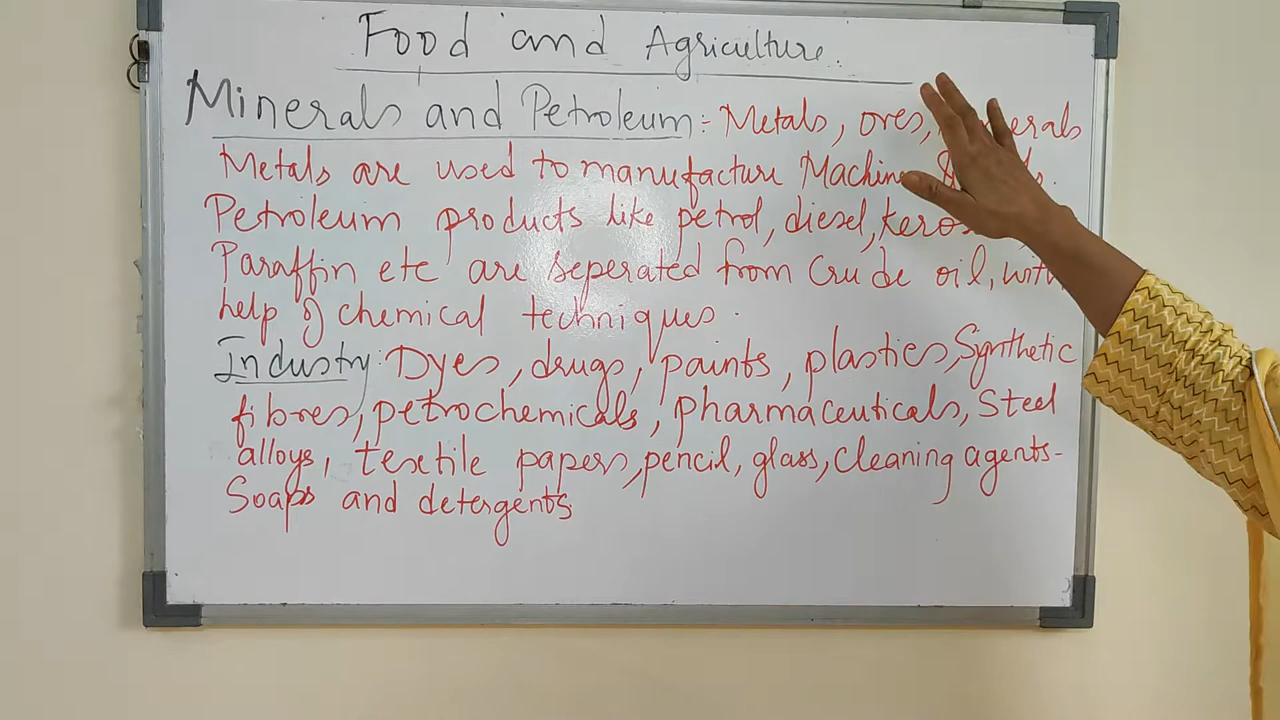 Food and Agriculture.
Minerals and Petroleum:- Metals, ores,
Metals are used to manufacture
Petroleum products like petrol, diesel,
Paraffin etc are seperated from crude oil, with
help of chemical techniques.
Industry: Dyes, drugs, paints, plastics, Synthetic
fibres, petrochemicals, pharmaceuticals, Steel
alloys, textile papers, pencil, glass, cleaning agents-
Soaps and detergents.